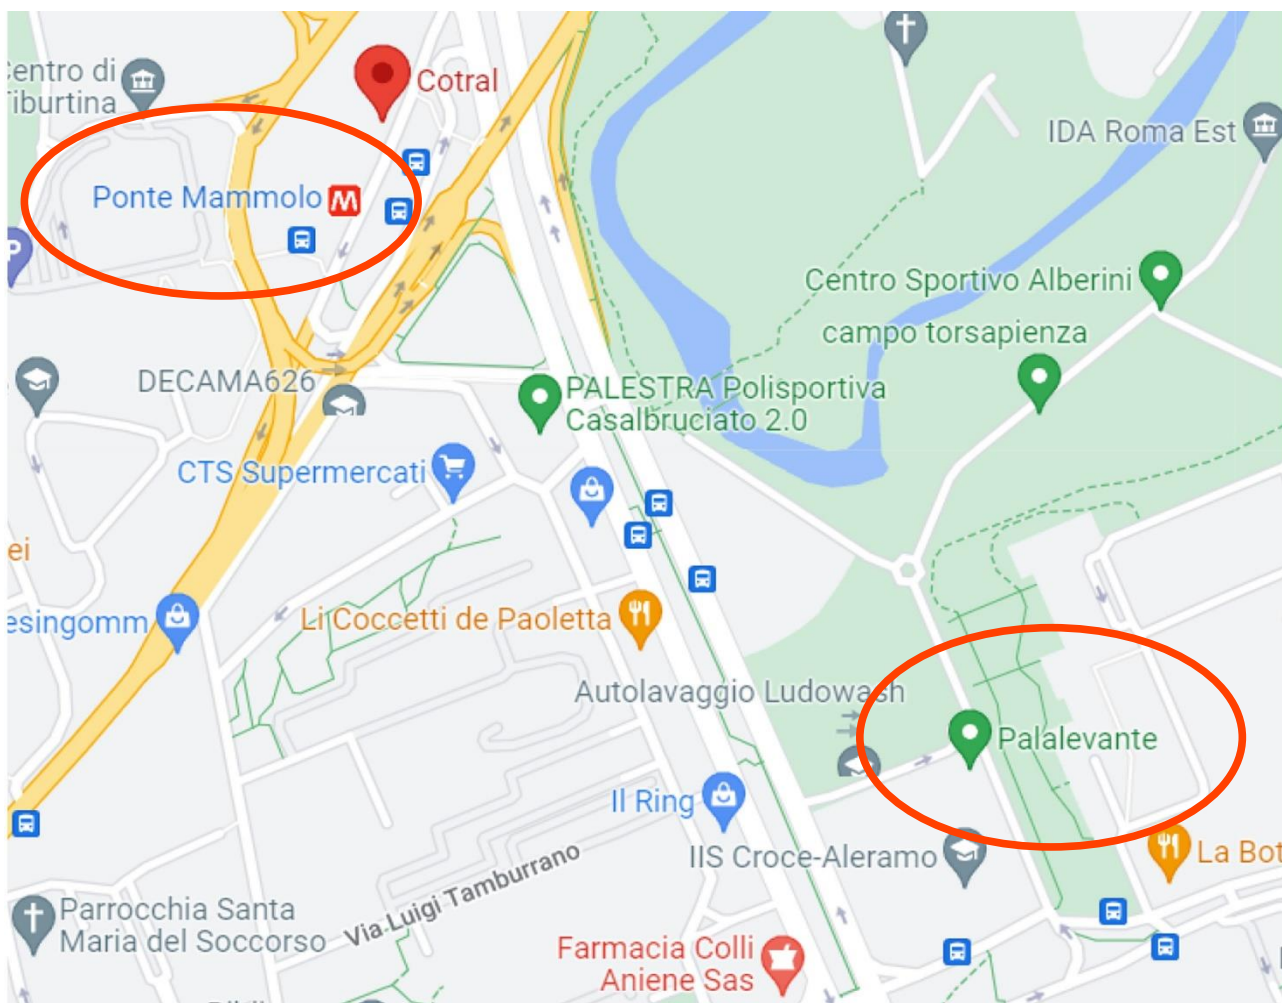 Cotral
entro di
iburtina
IDA Roma Est
Ponte Mammolo
M
P
Centro Sportivo Alberini
campo torsapienza
DECAMA626
PALESTRA Polisportiva
Casalbruciato 2.0
CTS Supermercati
ei
esingomm
Li Coccetti de Paoletta
Autolavaggio Ludowash
Palalevante
Il Ring
IIS Croce-Aleramo
La Bot
Via Luigi Tamburrano
Parrocchia Santa
Maria del Soccorso
Farmacia Colli
Aniene Sas